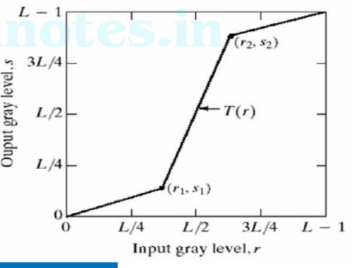 notes.in
L − 1
(r₂, s₂)
3L/4
Ouput gray level, s
L/2
T(r)
L/4
(r₁, s₁)
0
0 L/4 L/2 3L/4 L − 1
Input gray level, r